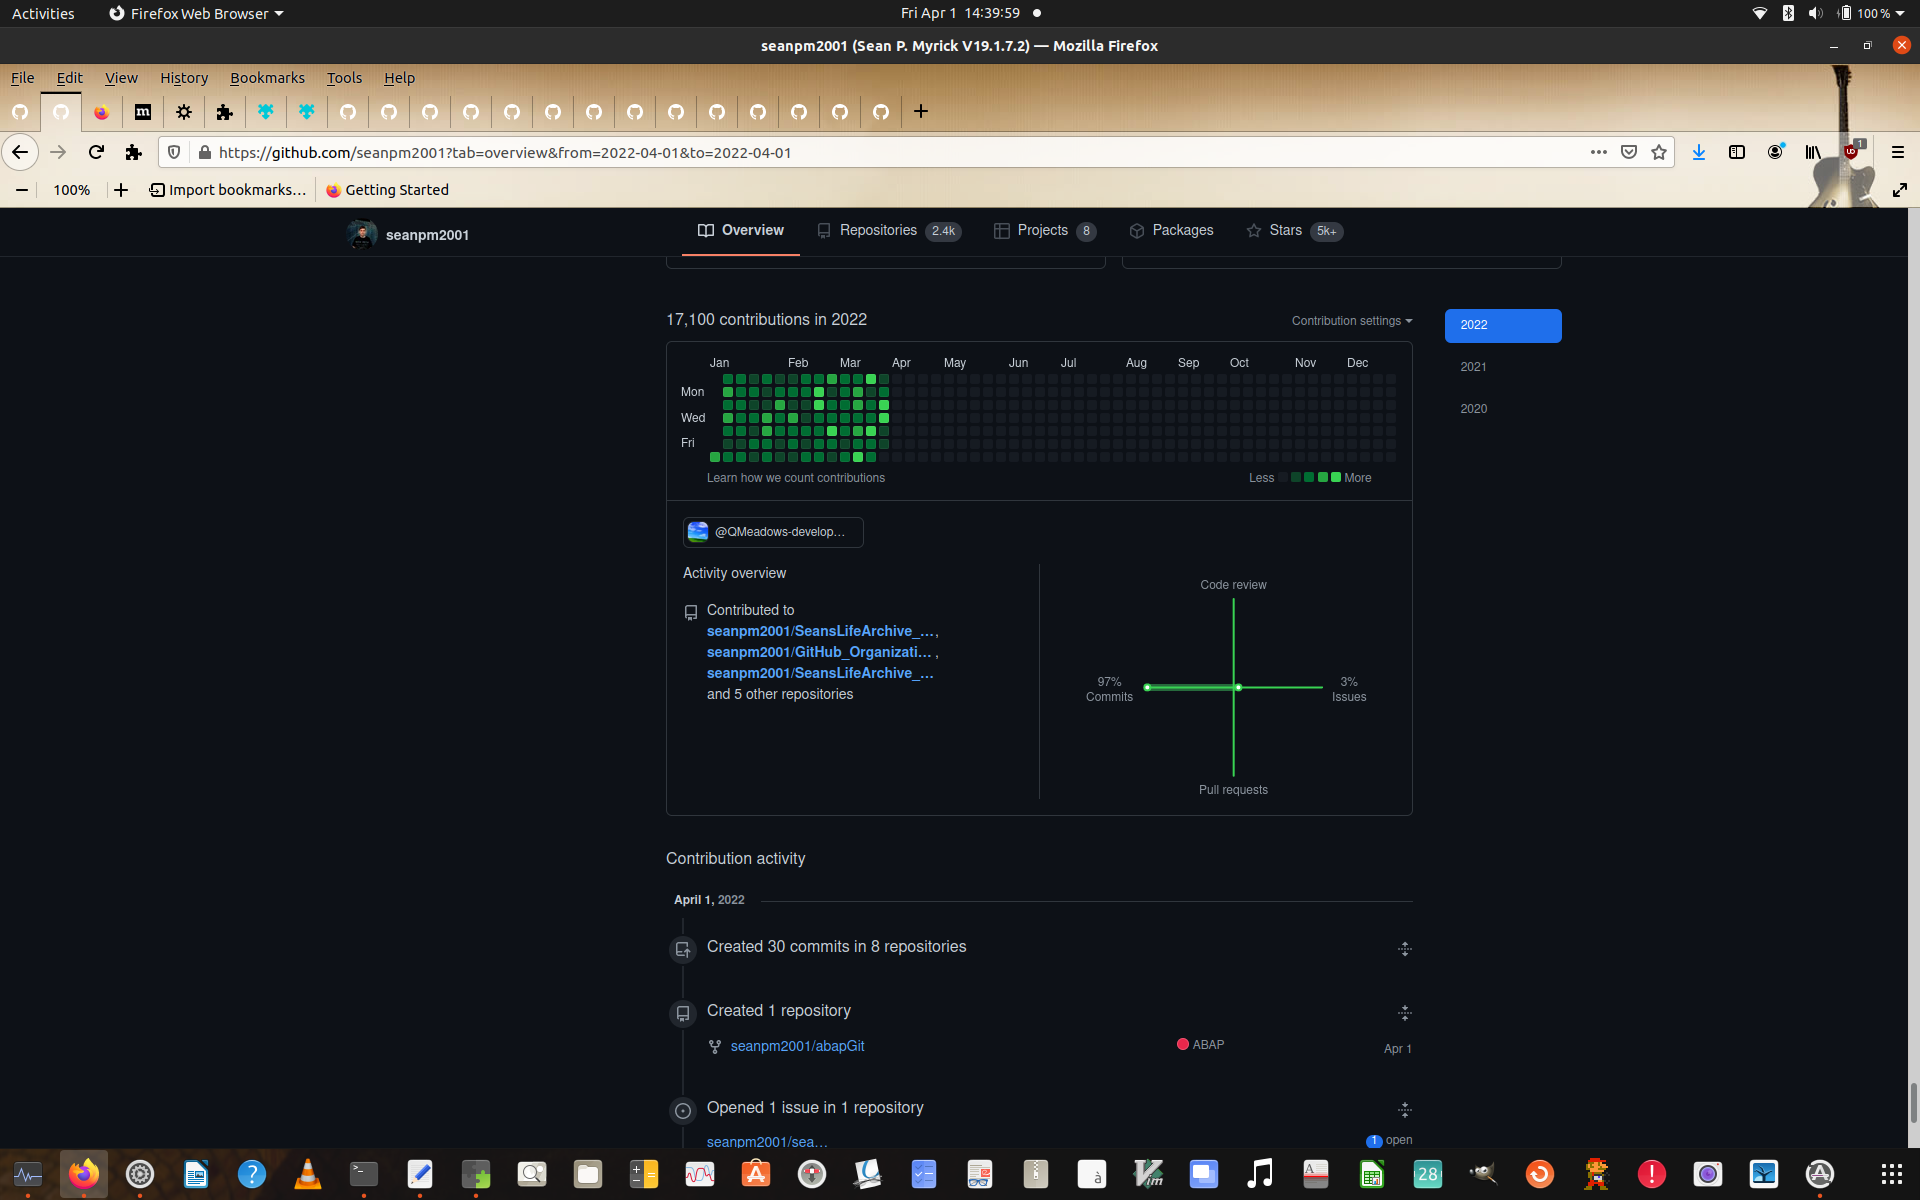 Activities
Firefox Web Browser
Fri Apr 1 14:39:59
100 %
seanpm2001 (Sean P. Myrick V19.1.7.2) — Mozilla Firefox
File Edit View History Bookmarks Tools Help
https://github.com/seanpm2001?tab=overview&from=2022-04-01&to=2022-04-01
1
100%
Import bookmarks…
Getting Started
seanpm2001
Overview
Repositories 2.4k
Projects 8
Packages
Stars 5k+
17,100 contributions in 2022
Contribution settings
2022
2021
2020
Jan Feb Mar Apr May Jun Jul Aug Sep Oct Nov Dec
Mon
Wed
Fri
Learn how we count contributions
Less
More
@QMeadows-develop…
Activity overview
Contributed to
seanpm2001/SeansLifeArchive_…,
seanpm2001/GitHub_Organizati… ,
seanpm2001/SeansLifeArchive_…
and 5 other repositories
Code review
97%
Commits
3%
Issues
Pull requests
Contribution activity
April 1, 2022
Created 30 commits in 8 repositories
Created 1 repository
seanpm2001/abapGit
ABAP
Apr 1
Opened 1 issue in 1 repository
seanpm2001/sea…
1 open
28